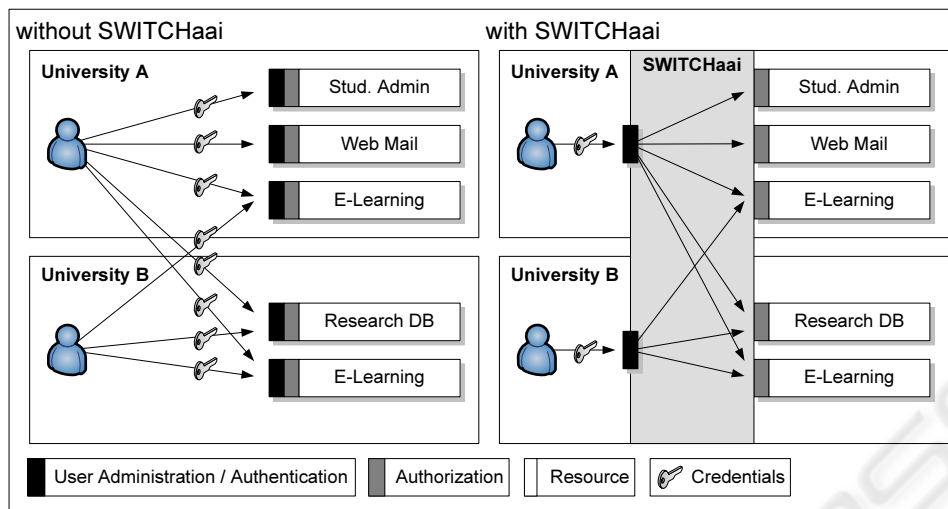 without SWITCHaai
University A
Stud. Admin
Web Mail
E-Learning
University B
Research DB
E-Learning
with SWITCHaai
University A
SWITCHaai
Stud. Admin
Web Mail
E-Learning
University B
Research DB
E-Learning
User Administration / Authentication
Authorization
Resource
Credentials